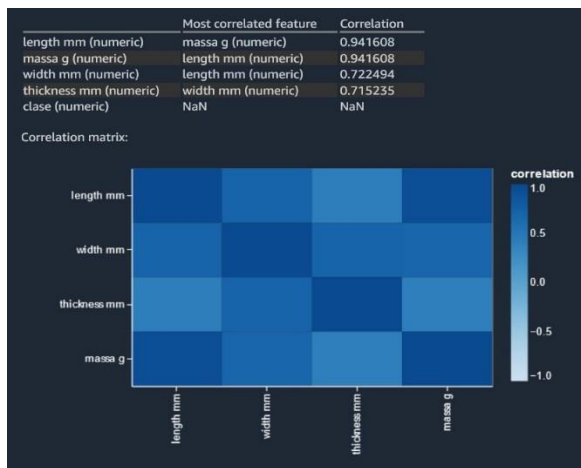 Most correlated feature Correlation
length mm (numeric) massa g (numeric) 0.941608
massa g (numeric) length mm (numeric) 0.941608
width mm (numeric) length mm (numeric) 0.722494
thickness mm (numeric) width mm (numeric) 0.715235
clase (numeric) NaN NaN
Correlation matrix:
correlation
1.0
0.5
0.0
−0.5
−1.0
length mm
width mm
thickness mm
massa g
length mm
width mm
thickness mm
massa g